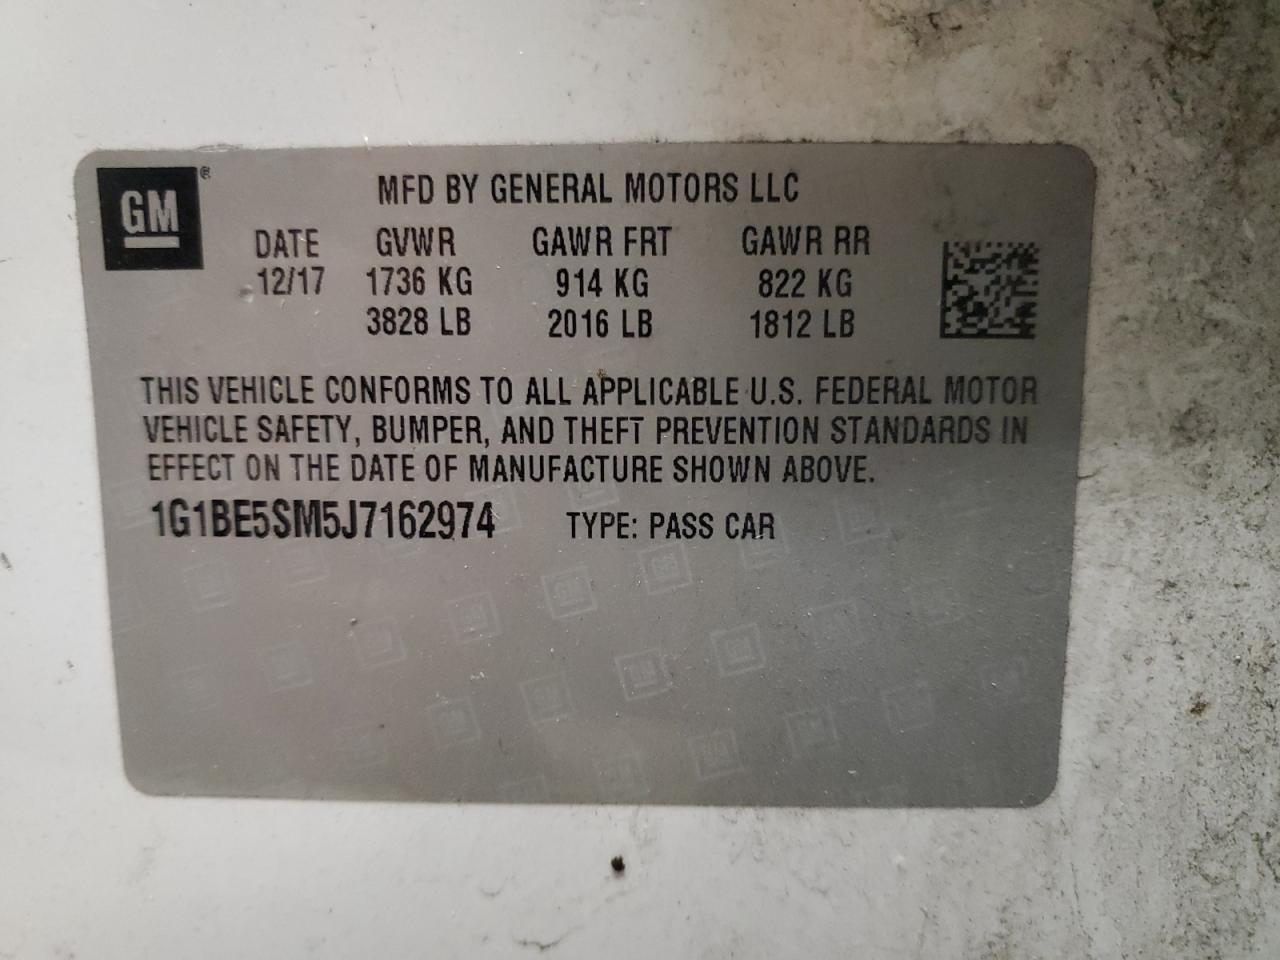 GM®
MFD BY GENERAL MOTORS LLC
DATE GVWR GAWR FRT GAWR RR
12/17 1736 KG 914 KG 822 KG
3828 LB 2016 LB 1812 LB
THIS VEHICLE CONFORMS TO ALL APPLICABLE U.S. FEDERAL MOTOR
VEHICLE SAFETY, BUMPER, AND THEFT PREVENTION STANDARDS IN
EFFECT ON THE DATE OF MANUFACTURE SHOWN ABOVE.
1G1BE5SM5J7162974 TYPE: PASS CAR